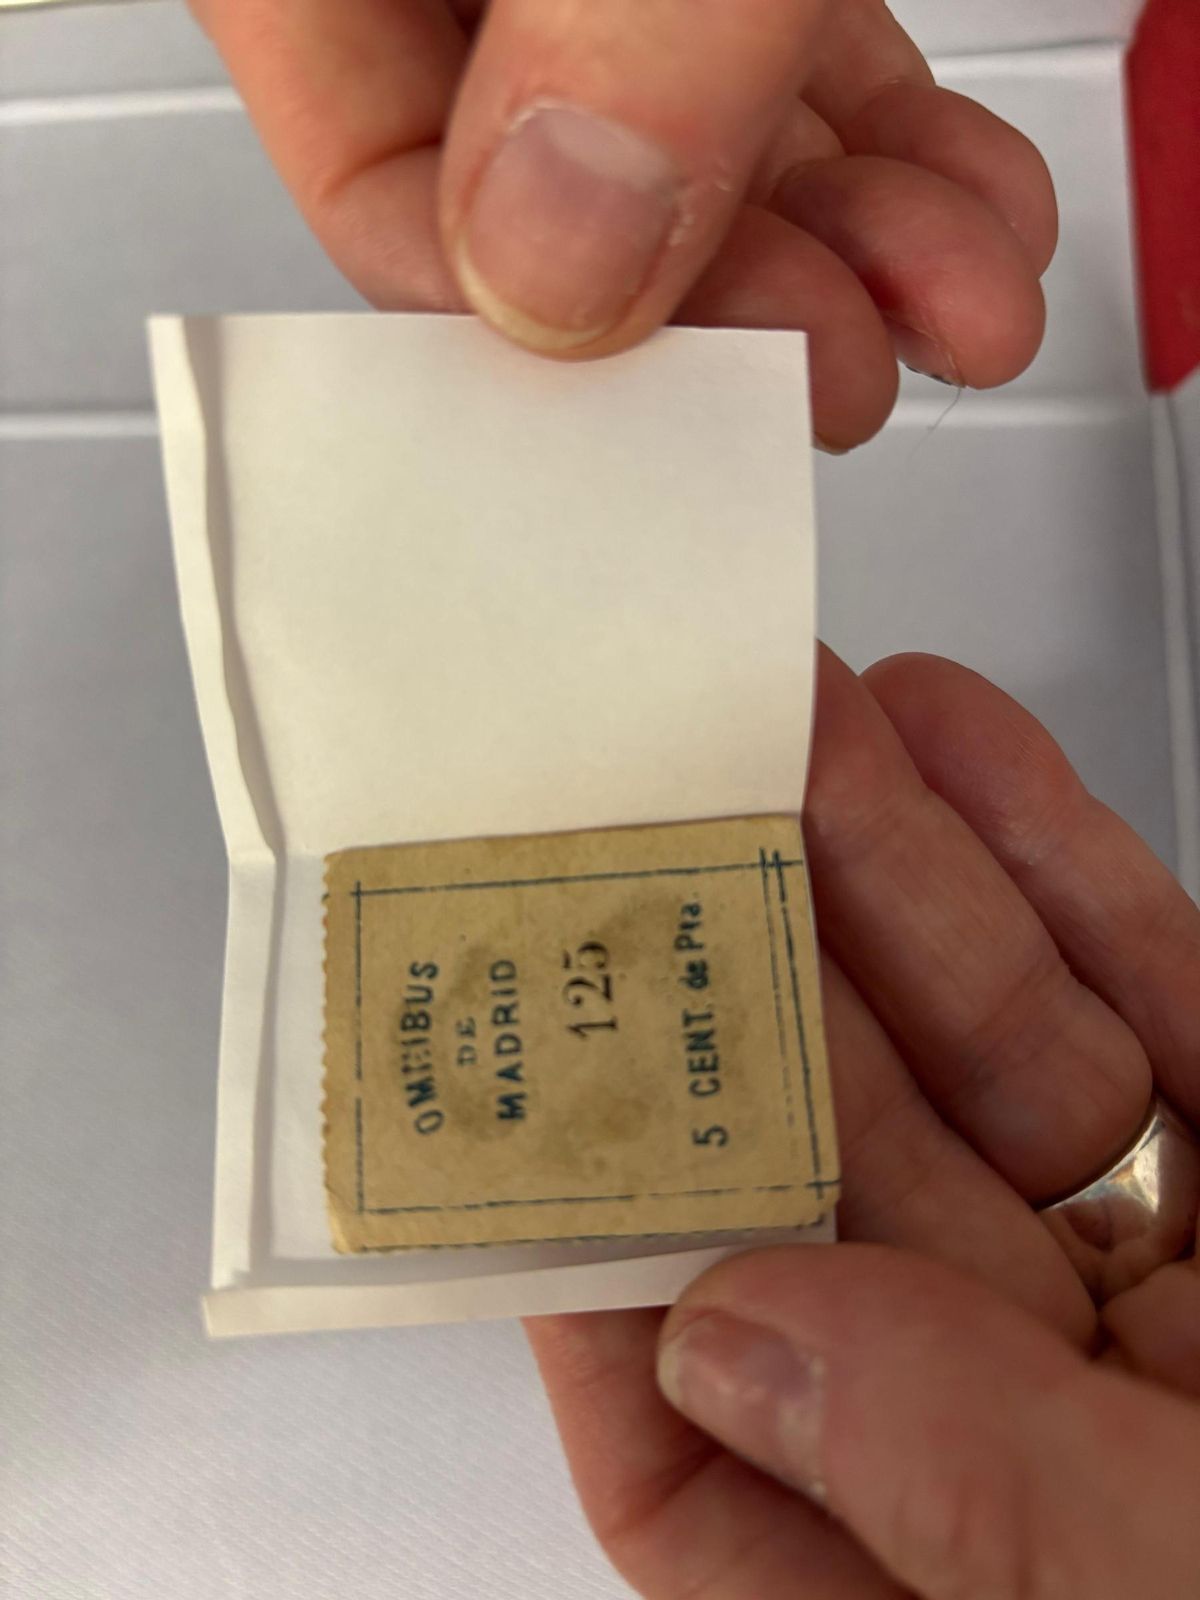 OMNIBUS
DE
MADRID
125
5 CENT. de Pta.